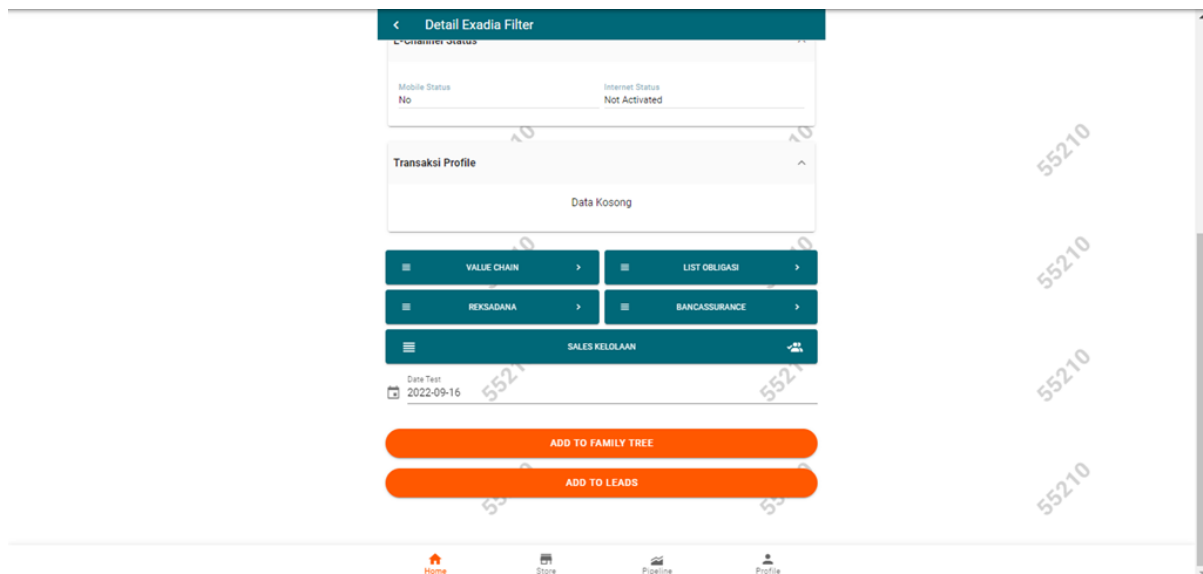 Detail Exadia Filter
E-Channel Status
Mobile Status
Internet Status
No
Not Activated
Transaksi Profile
Data Kosong
VALUE CHAIN
LIST OBLIGASI
REKSADANA
BANCASSURANCE
SALES KELOLAAN
Date Test
2022-09-16
ADD TO FAMILY TREE
ADD TO LEADS
Home
Store
Pipeline
Profile
55210
55210
55210
55210